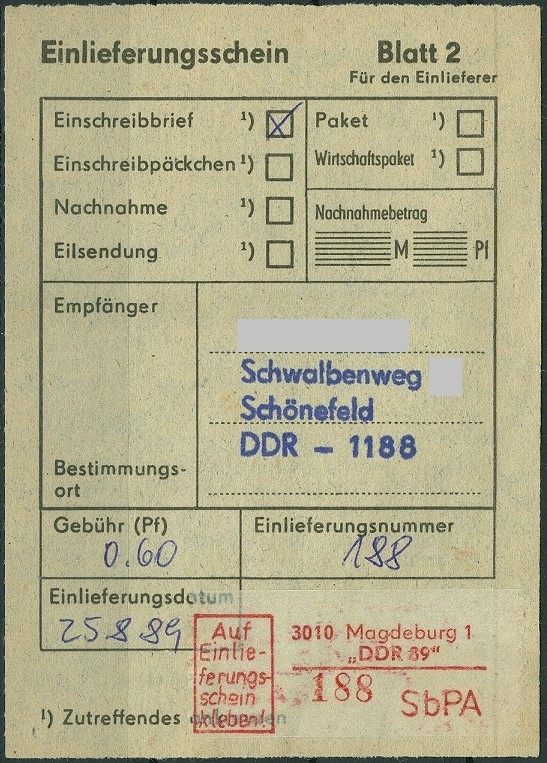 Einlieferungsschein Blatt 2
Für den Einlieferer
Einschreibbrief ¹) Paket ¹)
Einschreibpäckchen ¹) Wirtschaftspaket ¹)
Nachnahme ¹) Nachnahmebetrag
Eilsendung ¹) M Pf
Empfänger
Schwalbenweg
Schönefeld
DDR - 1188
Bestimmungs-
ort
Gebühr (Pf) Einlieferungsnummer
0.60 188
Einlieferungsdatum
25 8 89
Auf
Einlie-
ferungs-
schein
kleben!
3010 Magdeburg 1
„DDR 89“
188
SbPA
¹) Zutreffendes